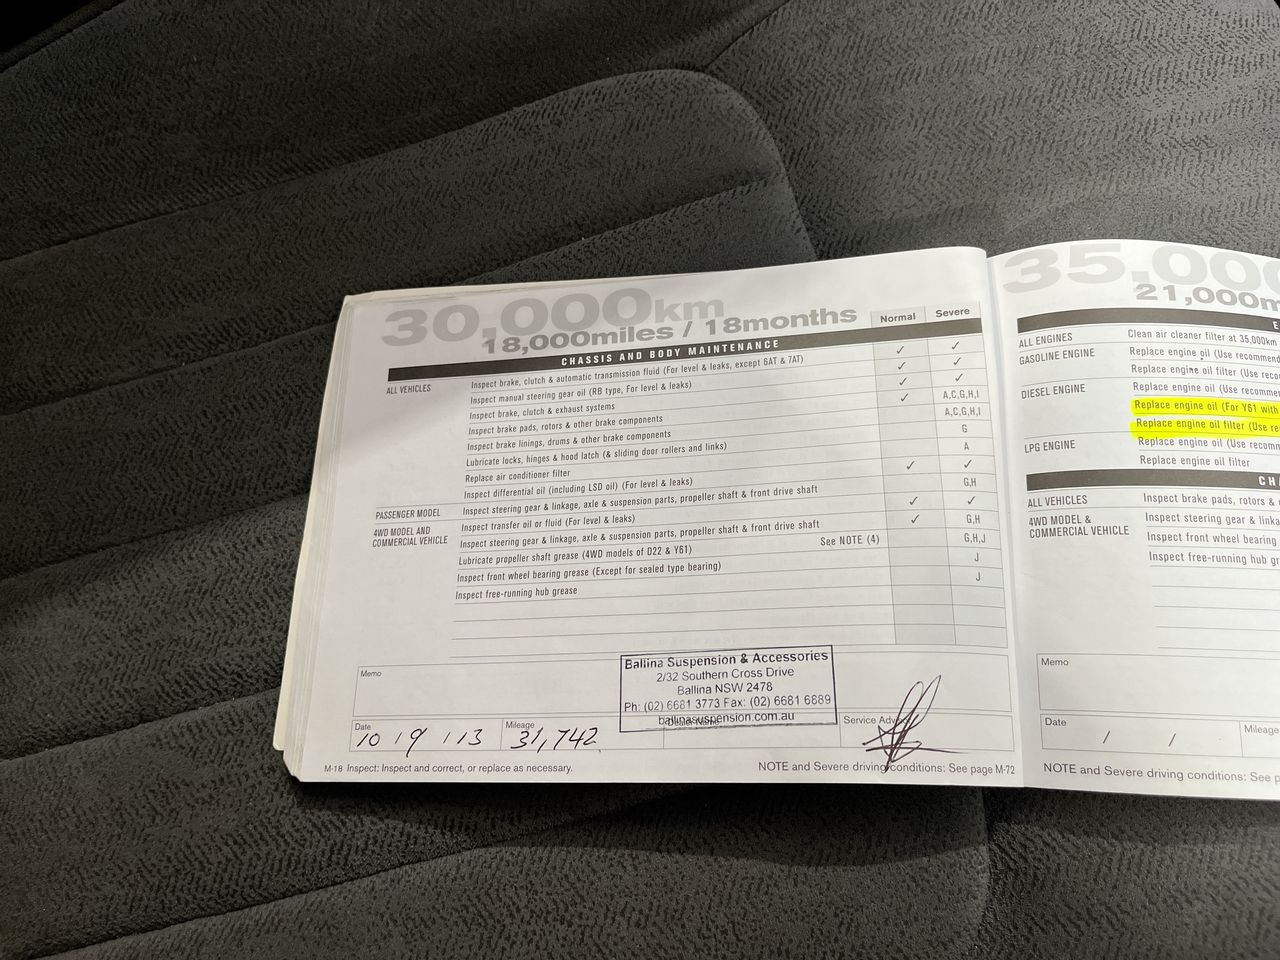 30,000km
18,000miles / 18months
Normal
Severe
CHASSIS AND BODY MAINTENANCE
ALL VEHICLES
Inspect brake, clutch & automatic transmission fluid (For level & leaks, except 6AT & 7AT) ✓ ✓
Inspect manual steering gear oil (RB type, For level & leaks) ✓ ✓
Inspect brake, clutch & exhaust systems ✓ ✓
Inspect brake pads, rotors & other brake components ✓ A,C,G,H,I
Inspect brake linings, drums & other brake components A,C,G,H,I
Lubricate locks, hinges & hood latch (& sliding door rollers and links) G
Replace air conditioner filter A
Inspect differential oil (including LSD oil) (For level & leaks) ✓ ✓
PASSENGER MODEL
Inspect steering gear & linkage, axle & suspension parts, propeller shaft & front drive shaft G,H
4WD MODEL AND
COMMERCIAL VEHICLE
Inspect transfer oil or fluid (For level & leaks) ✓ ✓
Inspect steering gear & linkage, axle & suspension parts, propeller shaft & front drive shaft ✓ G,H
Lubricate propeller shaft grease (4WD models of D22 & Y61) See NOTE (4) G,H,J
Inspect front wheel bearing grease (Except for sealed type bearing) J
Inspect free-running hub grease J
Memo
Ballina Suspension & Accessories
2/32 Southern Cross Drive
Ballina NSW 2478
Ph: (02) 6681 3773 Fax: (02) 6681 6889
ballinasuspension.com.au
Date
10 / 9 / 13
Mileage
31,742
Dealer Name
Service
M-18 Inspect: Inspect and correct, or replace as necessary.
NOTE and Severe driving conditions: See page M-72
35,00
21,000m
E
ALL ENGINES
Clean air cleaner filter at 35,000km
GASOLINE ENGINE
Replace engine oil (Use recommend
Replace engine oil filter (Use reco
DIESEL ENGINE
Replace engine oil (Use recommen
Replace engine oil (For Y61 with
Replace engine oil filter (Use re
LPG ENGINE
Replace engine oil (Use recomm
Replace engine oil filter
CH
ALL VEHICLES
Inspect brake pads, rotors &
4WD MODEL &
COMMERCIAL VEHICLE
Inspect steering gear & linka
Inspect front wheel bearing
Inspect free-running hub gr
Memo
Date
/ /
Mileage
NOTE and Severe driving conditions: See p